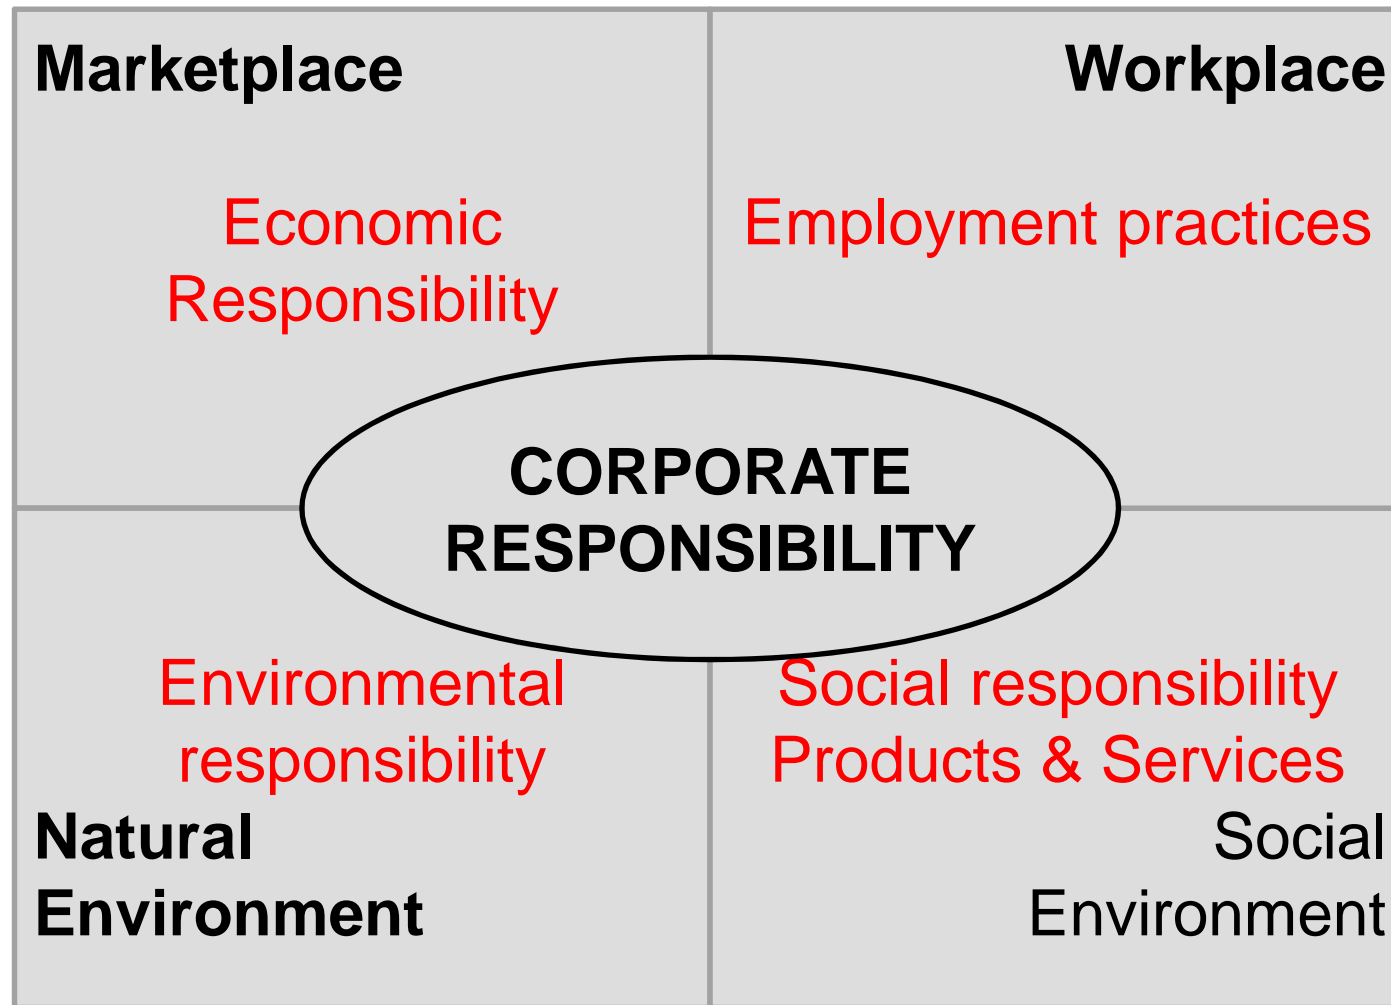 Marketplace
Economic
Responsibility
Workplace
Employment practices
CORPORATE
RESPONSIBILITY
Environmental
responsibility
Natural
Environment
Social responsibility
Products & Services
Social
Environment